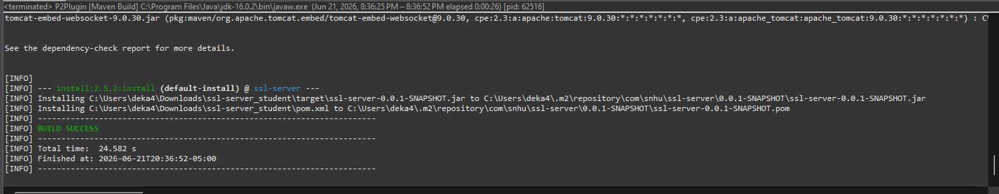 <terminated> P2Plugin [Maven Build] C:\Program Files\Java\jdk-16.0.2\bin\javaw.exe (Jun 21, 2026, 8:36:25 PM – 8:36:52 PM elapsed 0:00:26) [pid: 62516]
tomcat-embed-websocket-9.0.30.jar (pkg:maven/org.apache.tomcat.embed/tomcat-embed-websocket@9.0.30, cpe:2.3:a:apache:tomcat:9.0.30:*:*:*:*:*:*:*, cpe:2.3:a:apache_tomcat:apache_tomcat:9.0.30:*:*:*:*:*:*:*) :
See the dependency-check report for more details.
[INFO]
[INFO] --- install:2.5.2:install (default-install) @ ssl-server ---
[INFO] Installing C:\Users\deka4\Downloads\ssl-server_student\target\ssl-server-0.0.1-SNAPSHOT.jar to C:\Users\deka4\.m2\repository\com\snhu\ssl-server\0.0.1-SNAPSHOT\ssl-server-0.0.1-SNAPSHOT.jar
[INFO] Installing C:\Users\deka4\Downloads\ssl-server_student\pom.xml to C:\Users\deka4\.m2\repository\com\snhu\ssl-server\0.0.1-SNAPSHOT\ssl-server-0.0.1-SNAPSHOT.pom
[INFO] ------------------------------------------------------------------------
[INFO] BUILD SUCCESS
[INFO] ------------------------------------------------------------------------
[INFO] Total time:  24.582 s
[INFO] Finished at: 2026-06-21T20:36:52-05:00
[INFO] ------------------------------------------------------------------------